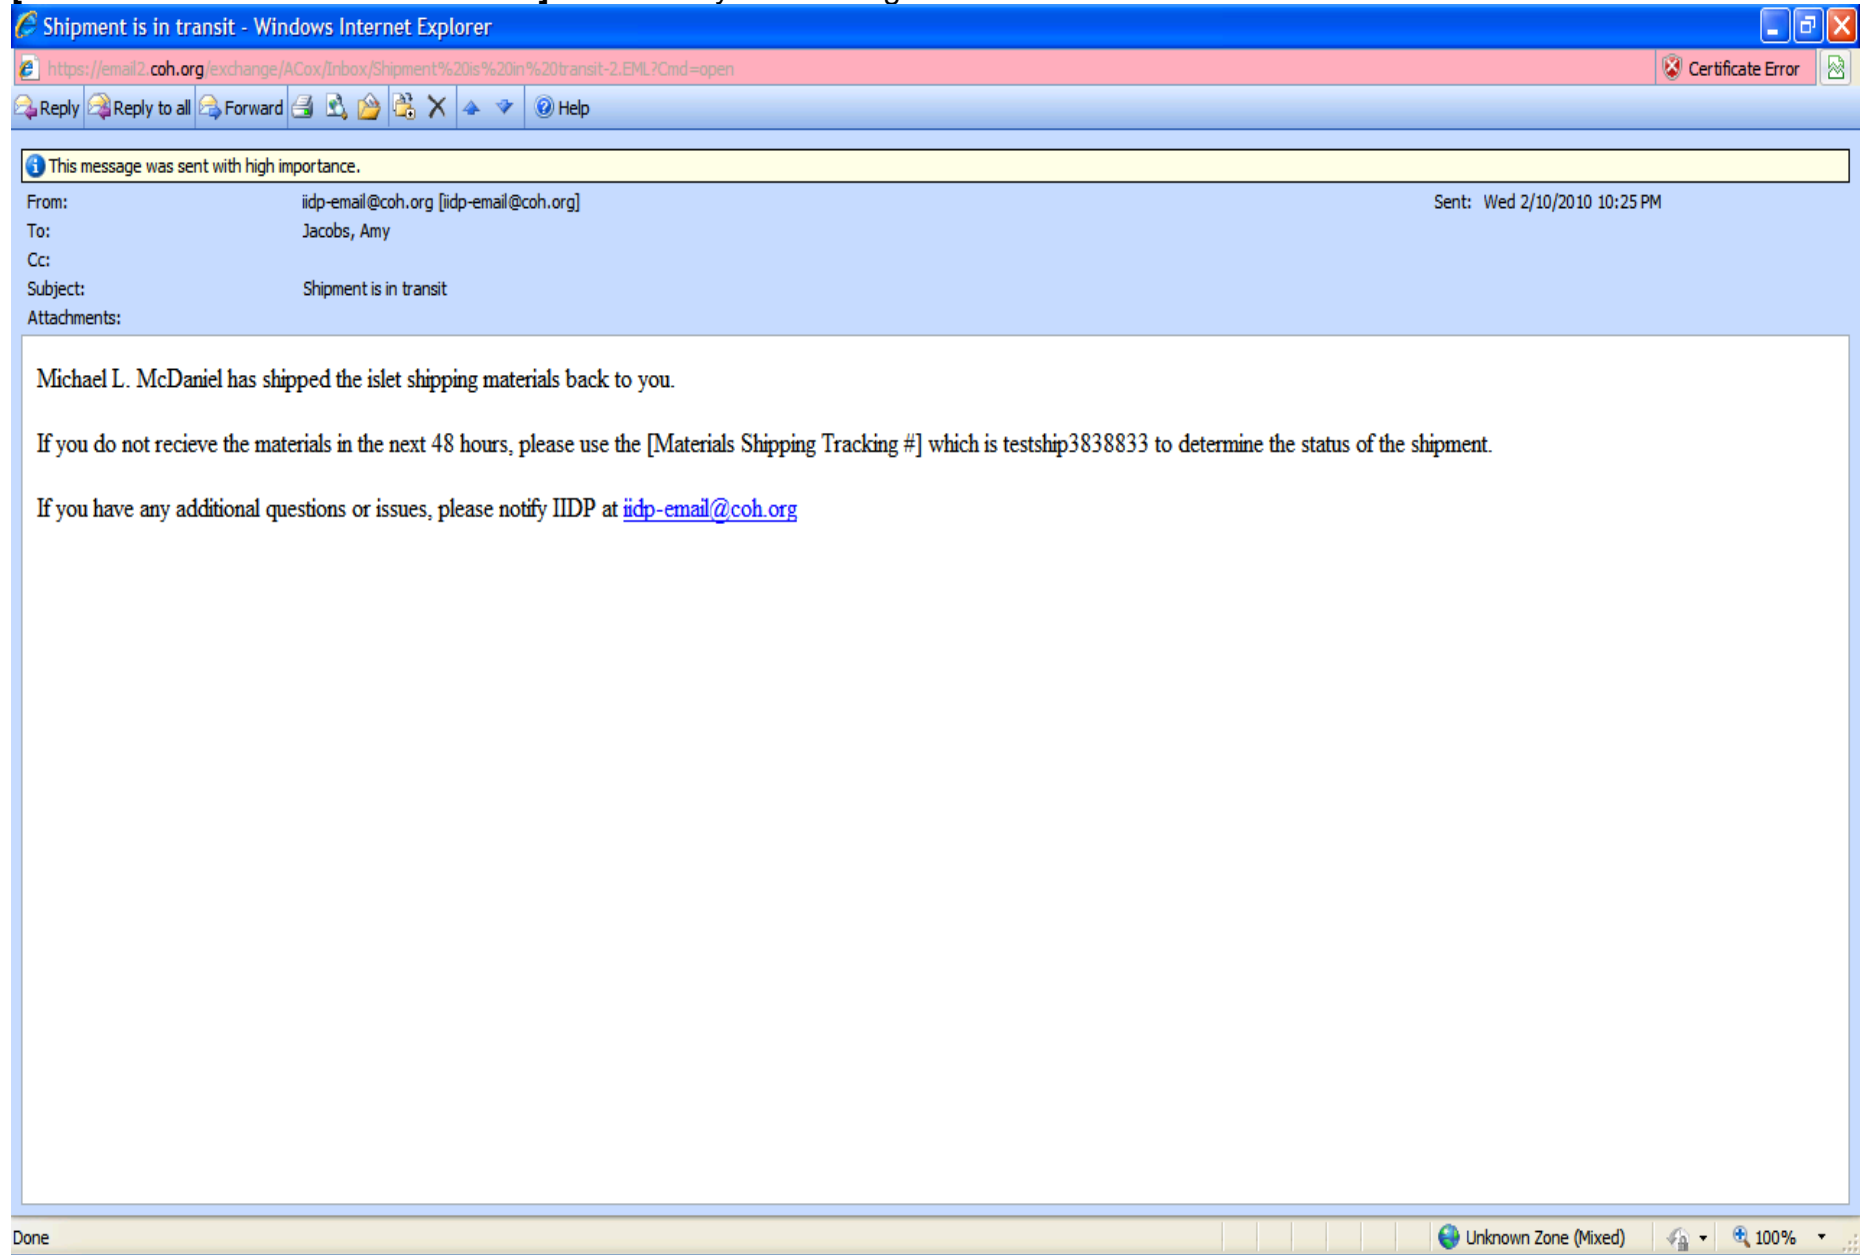 Shipment is in transit - Windows Internet Explorer
https://email2.coh.org/exchange/ACox/Inbox/Shipment%20is%20in%20transit-2.EML?Cmd=open Certificate Error
Reply Reply to all Forward Help
This message was sent with high importance.
From: iidp-email@coh.org [iidp-email@coh.org] Sent: Wed 2/10/2010 10:25 PM
To: Jacobs, Amy
Cc:
Subject: Shipment is in transit
Attachments:
Michael L. McDaniel has shipped the islet shipping materials back to you.
If you do not recieve the materials in the next 48 hours, please use the [Materials Shipping Tracking #] which is testship3838833 to determine the status of the shipment.
If you have any additional questions or issues, please notify IIDP at iidp-email@coh.org
Done Unknown Zone (Mixed) 100%